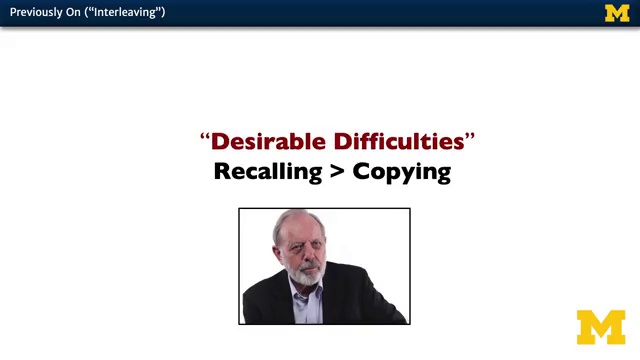 Previously On (“Interleaving”)
M
“Desirable Difficulties”
Recalling > Copying
M